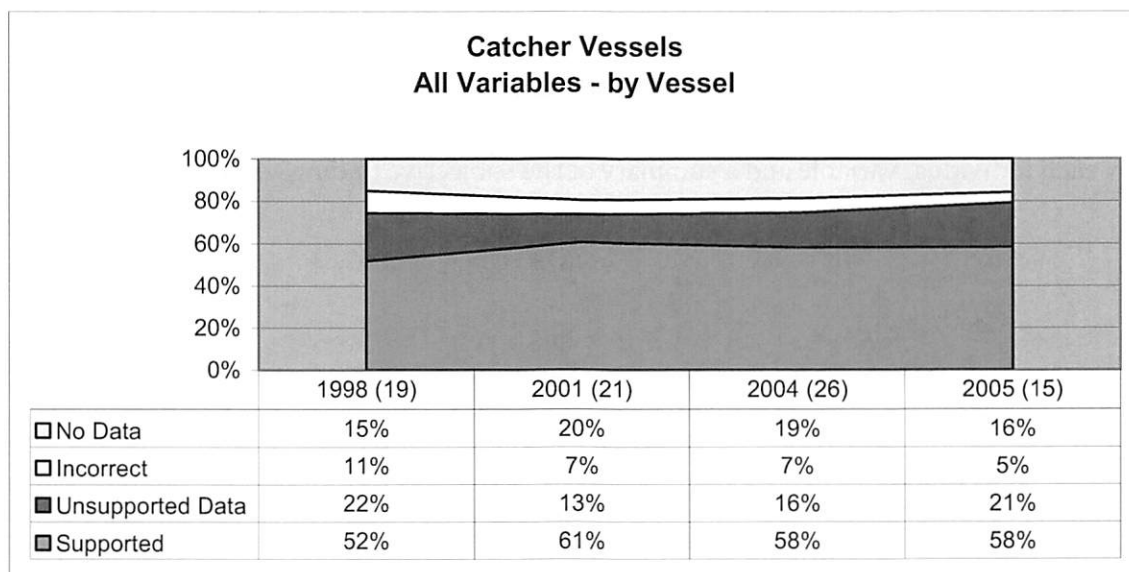 Catcher Vessels
All Variables - by Vessel
100%
80%
60%
40%
20%
0%
1998 (19) 2001 (21) 2004 (26) 2005 (15)
No Data 15% 20% 19% 16%
Incorrect 11% 7% 7% 5%
Unsupported Data 22% 13% 16% 21%
Supported 52% 61% 58% 58%